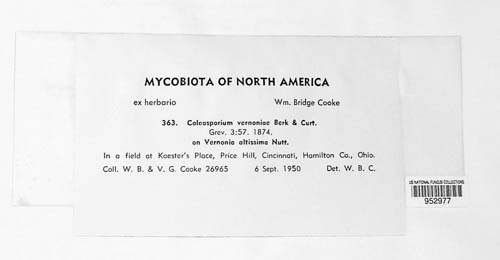 MYCOBIOTA OF NORTH AMERICA
ex herbario Wm. Bridge Cooke
363. Coleosporium vernoniae Berk & Curt.
Grev. 3:57. 1874.
on Vernonia altissima Nutt.
In a field at Koester's Place, Price Hill, Cincinnati, Hamilton Co., Ohio.
Coll. W. B. & V. G. Cooke 26965 6 Sept. 1950 Det. W. B. C.
US NATIONAL FUNGUS COLLECTIONS
952977